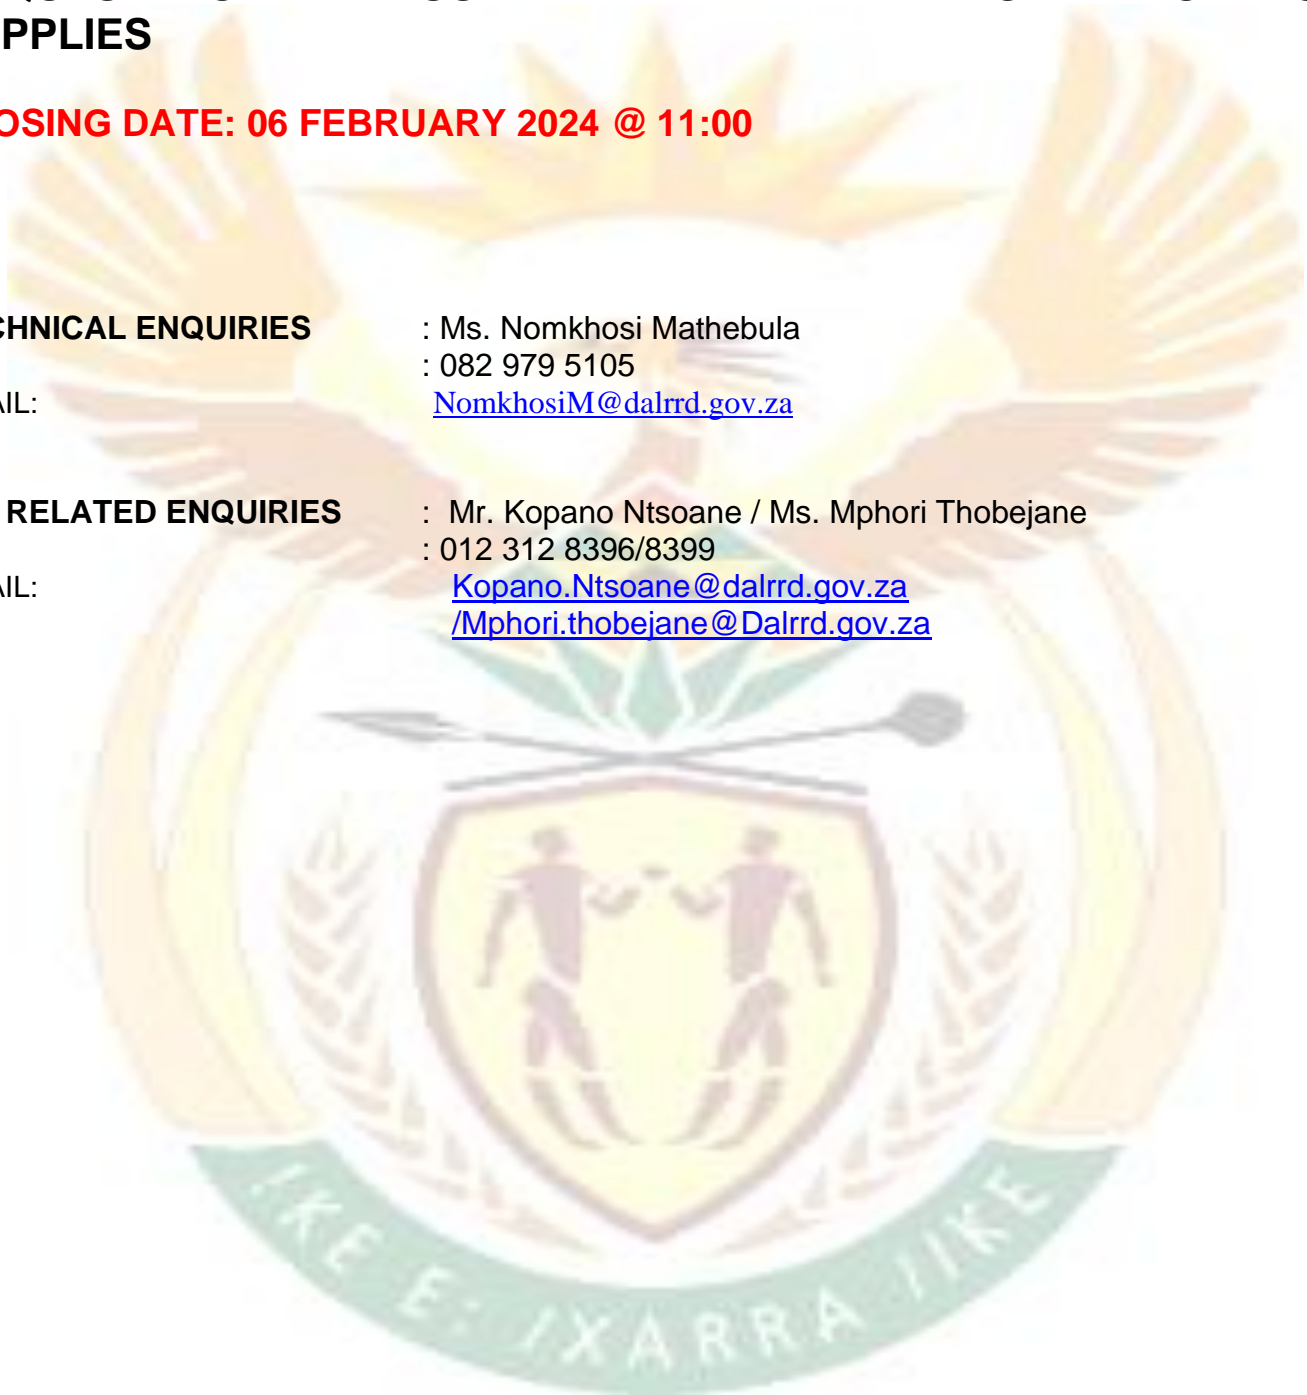 PPLIES
OSING DATE: 06 FEBRUARY 2024 @ 11:00
CHNICAL ENQUIRIES : Ms. Nomkhosi Mathebula
: 082 979 5105
AIL: NomkhosiM@dalrrd.gov.za
RELATED ENQUIRIES : Mr. Kopano Ntsoane / Ms. Mphori Thobejane
: 012 312 8396/8399
AIL: Kopano.Ntsoane@dalrrd.gov.za
/Mphori.thobejane@Dalrrd.gov.za
!KE E: /XARRA //KE